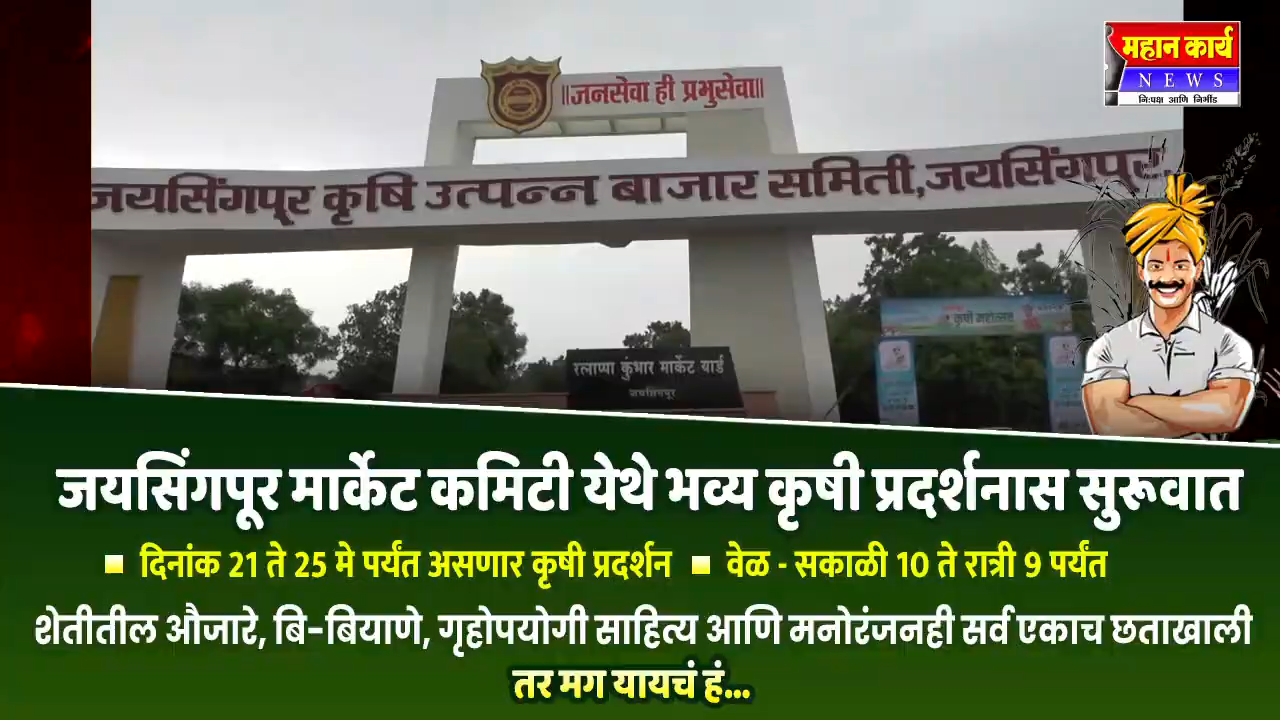 महान कार्य
NEWS
निःपक्ष आणि निर्भीड
॥जनसेवा ही प्रभुसेवा॥
जयसिंगपूर कृषि उत्पन्न बाजार समिती,जयसिंगपूर
कृषी महोत्सव
रत्नाप्पा कुंभार मार्केट यार्ड
जयसिंगपूर
जयसिंगपूर मार्केट कमिटी येथे भव्य कृषी प्रदर्शनास सुरूवात
दिनांक 21 ते 25 मे पर्यंत असणार कृषी प्रदर्शन वेळ - सकाळी 10 ते रात्री 9 पर्यंत
शेतीतील औजारे, बि-बियाणे, गृहोपयोगी साहित्य आणि मनोरंजनही सर्व एकाच छताखाली
तर मग यायचं हं...